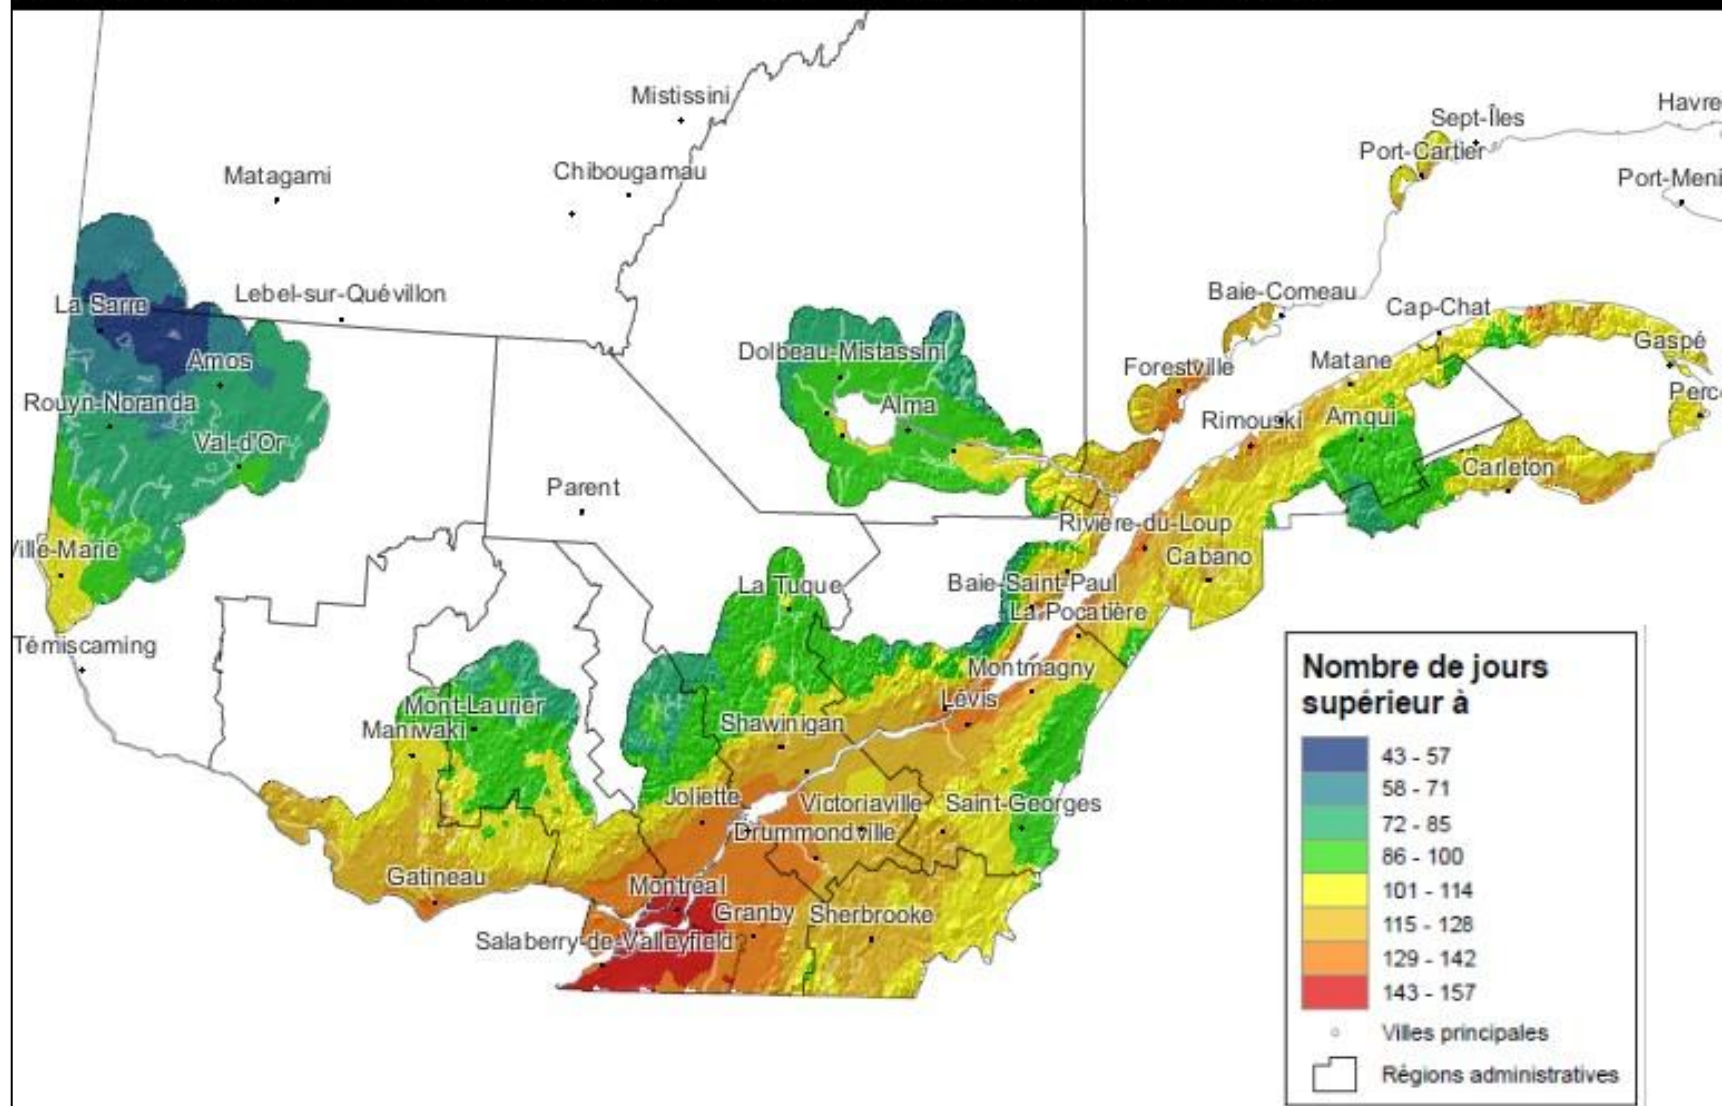 Mistissini
Havre
Sept-Îles
Port-Cartier
Chibougamau
Matagami
Port-Meni
Baie-Comeau
Lebel-sur-Quévillon
La Sarre
Cap-Chat
Gaspé
Dolbeau-Mistassini
Matane
Amos
Forestville
Perc
Rouyn-Noranda
Alma
Rimouski
Amqui
Val-d'Or
Carleton
Parent
Rivière-du-Loup
Ville-Marie
Cabano
La Tuque
Baie-Saint-Paul
La Pocatière
Témiscaming
Montmagny
Mont-Laurier
Lévis
Maniwaki
Shawinigan
Joliette
Victoriaville
Saint-Georges
Drummondville
Gatineau
Montréal
Granby
Sherbrooke
Salaberry-de-Valleyfield
Nombre de jours
supérieur à
43 - 57
58 - 71
72 - 85
86 - 100
101 - 114
115 - 128
129 - 142
143 - 157
Villes principales
Régions administratives